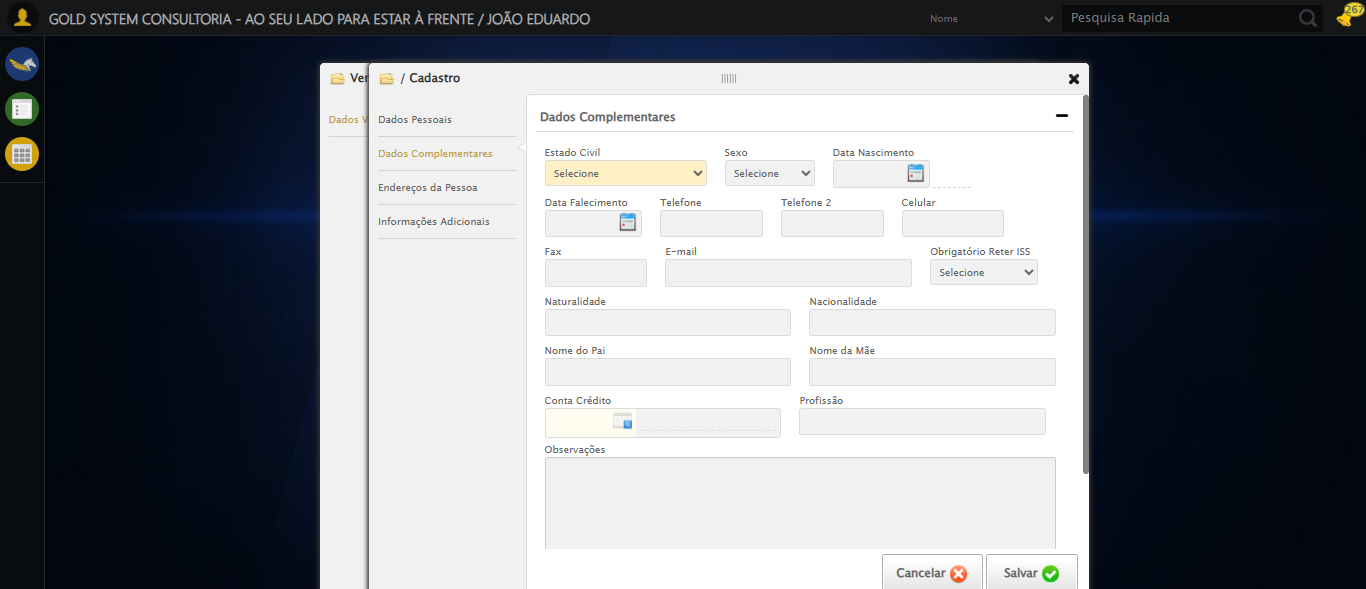 GOLD SYSTEM CONSULTORIA - AO SEU LADO PARA ESTAR À FRENTE / JOÃO EDUARDO
Nome
Pesquisa Rapida
267
Ver
/ Cadastro
Dados V
Dados Pessoais
Dados Complementares
Endereços da Pessoa
Informações Adicionais
Dados Complementares
Estado Civil
Sexo
Data Nascimento
Selecione
Selecione
Data Falecimento
Telefone
Telefone 2
Celular
Fax
E-mail
Obrigatório Reter ISS
Selecione
Naturalidade
Nacionalidade
Nome do Pai
Nome da Mãe
Conta Crédito
Profissão
Observações
Cancelar
Salvar